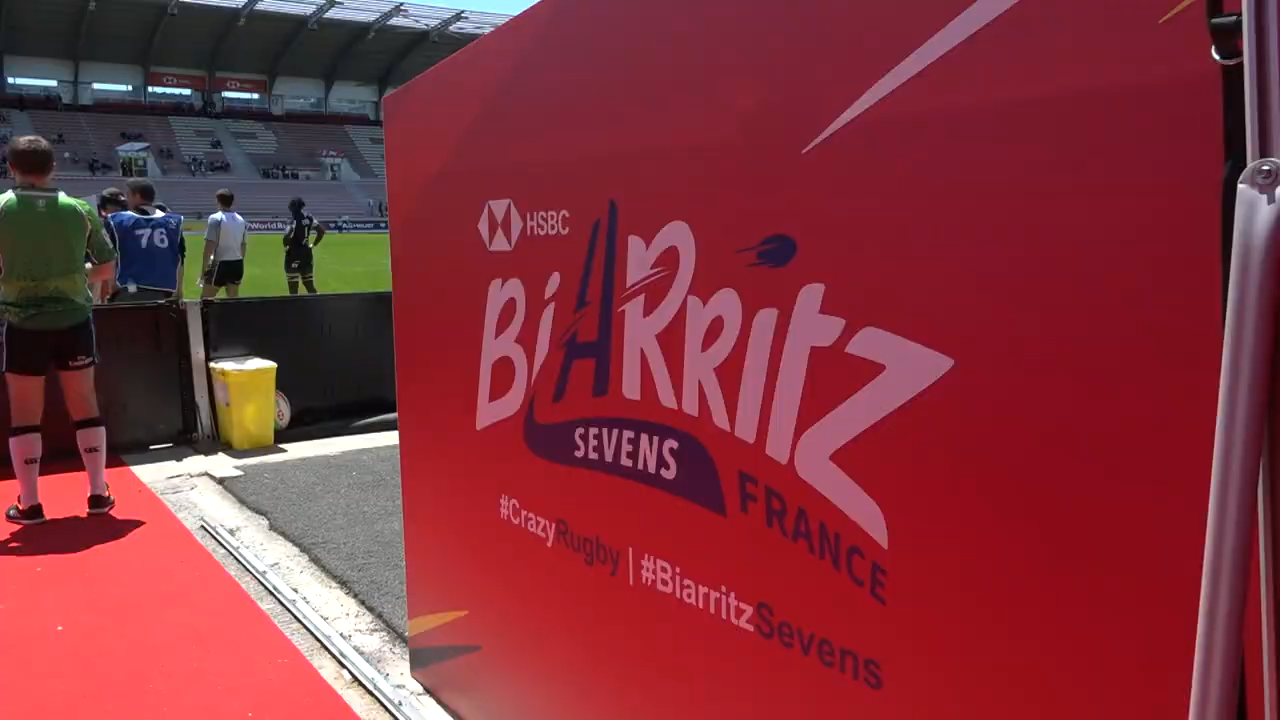 HSBC
BiARRitZ
SEVENS
FRANCE
#CrazyRugby | #BiarritzSevens
76